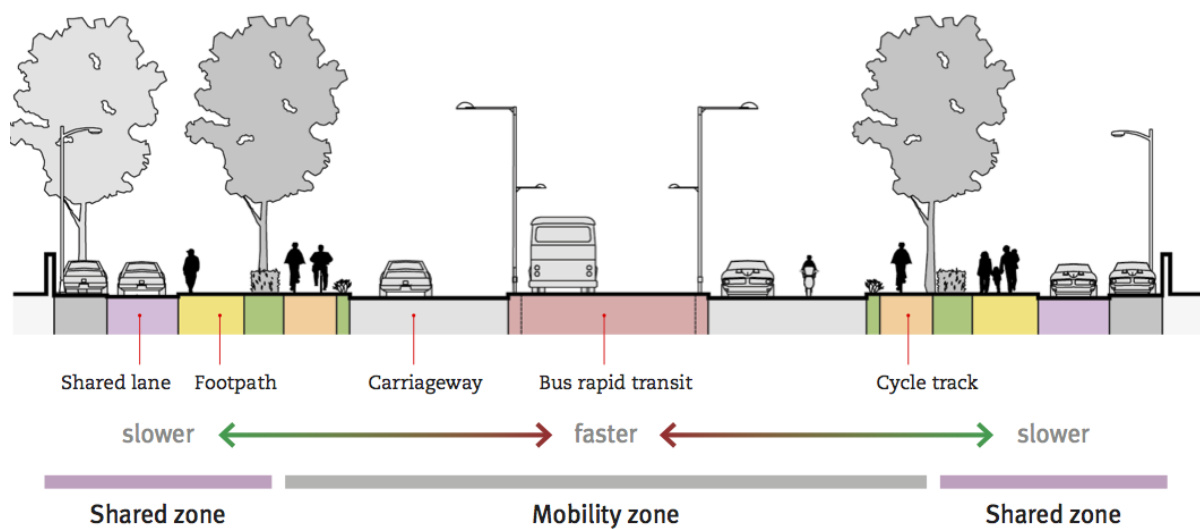 Shared lane
Footpath
Carriageway
Bus rapid transit
Cycle track
slower
faster
slower
Shared zone
Mobility zone
Shared zone